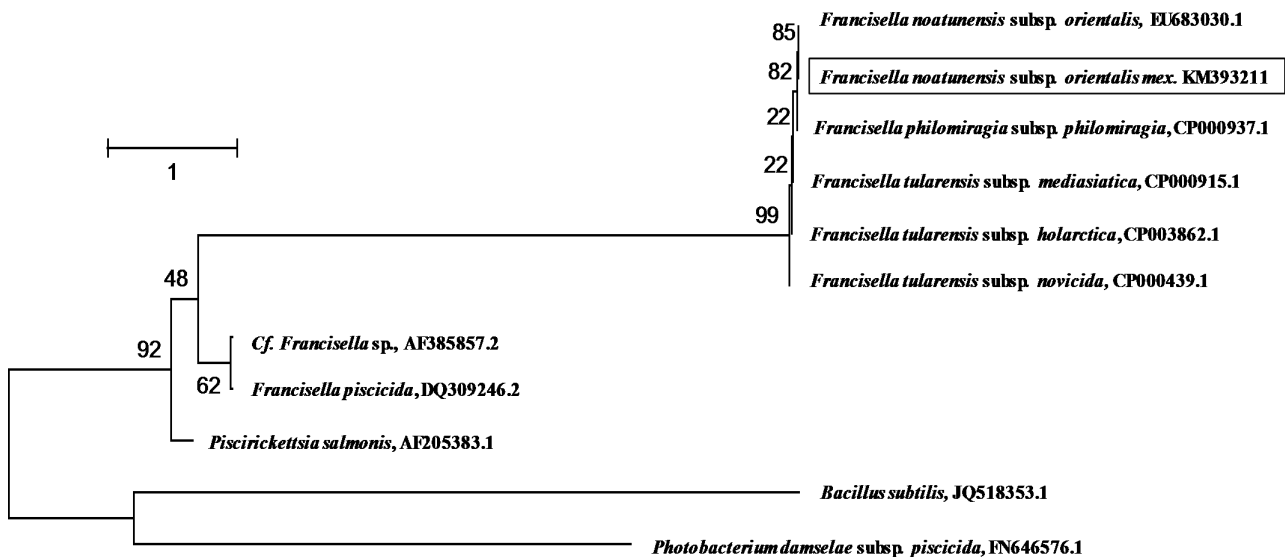 85
Francisella noatunensis subsp. orientalis, EU683030.1
82
Francisella noatunensis subsp. orientalis mex. KM393211
22
Francisella philomiragia subsp. philomiragia, CP000937.1
1
22
Francisella tularensis subsp. mediasiatica, CP000915.1
99
Francisella tularensis subsp. holarctica, CP003862.1
48
Francisella tularensis subsp. novicida, CP000439.1
92
Cf. Francisella sp., AF385857.2
62
Francisella piscicida, DQ309246.2
Piscirickettsia salmonis, AF205383.1
Bacillus subtilis, JQ518353.1
Photobacterium damselae subsp. piscicida, FN646576.1